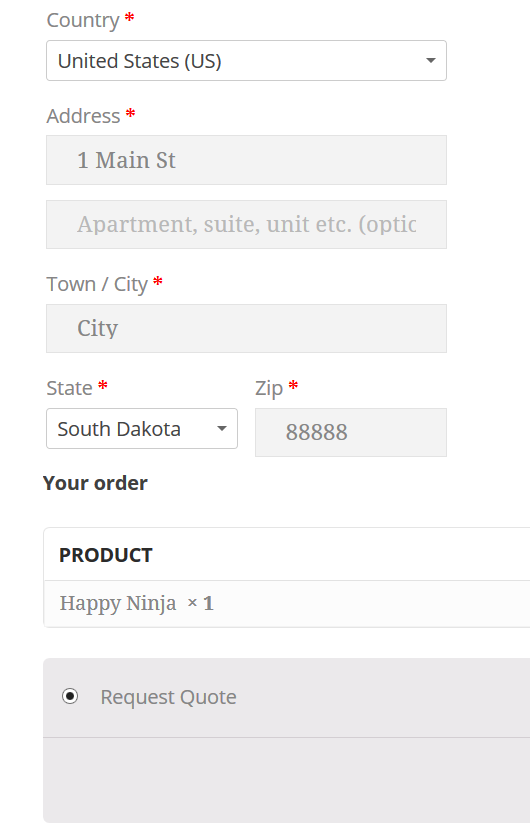 Country *
United States (US)
Address *
1 Main St
Apartment, suite, unit etc. (optic
Town / City *
City
State * Zip *
South Dakota 88888
Your order
PRODUCT
Happy Ninja × 1
Request Quote